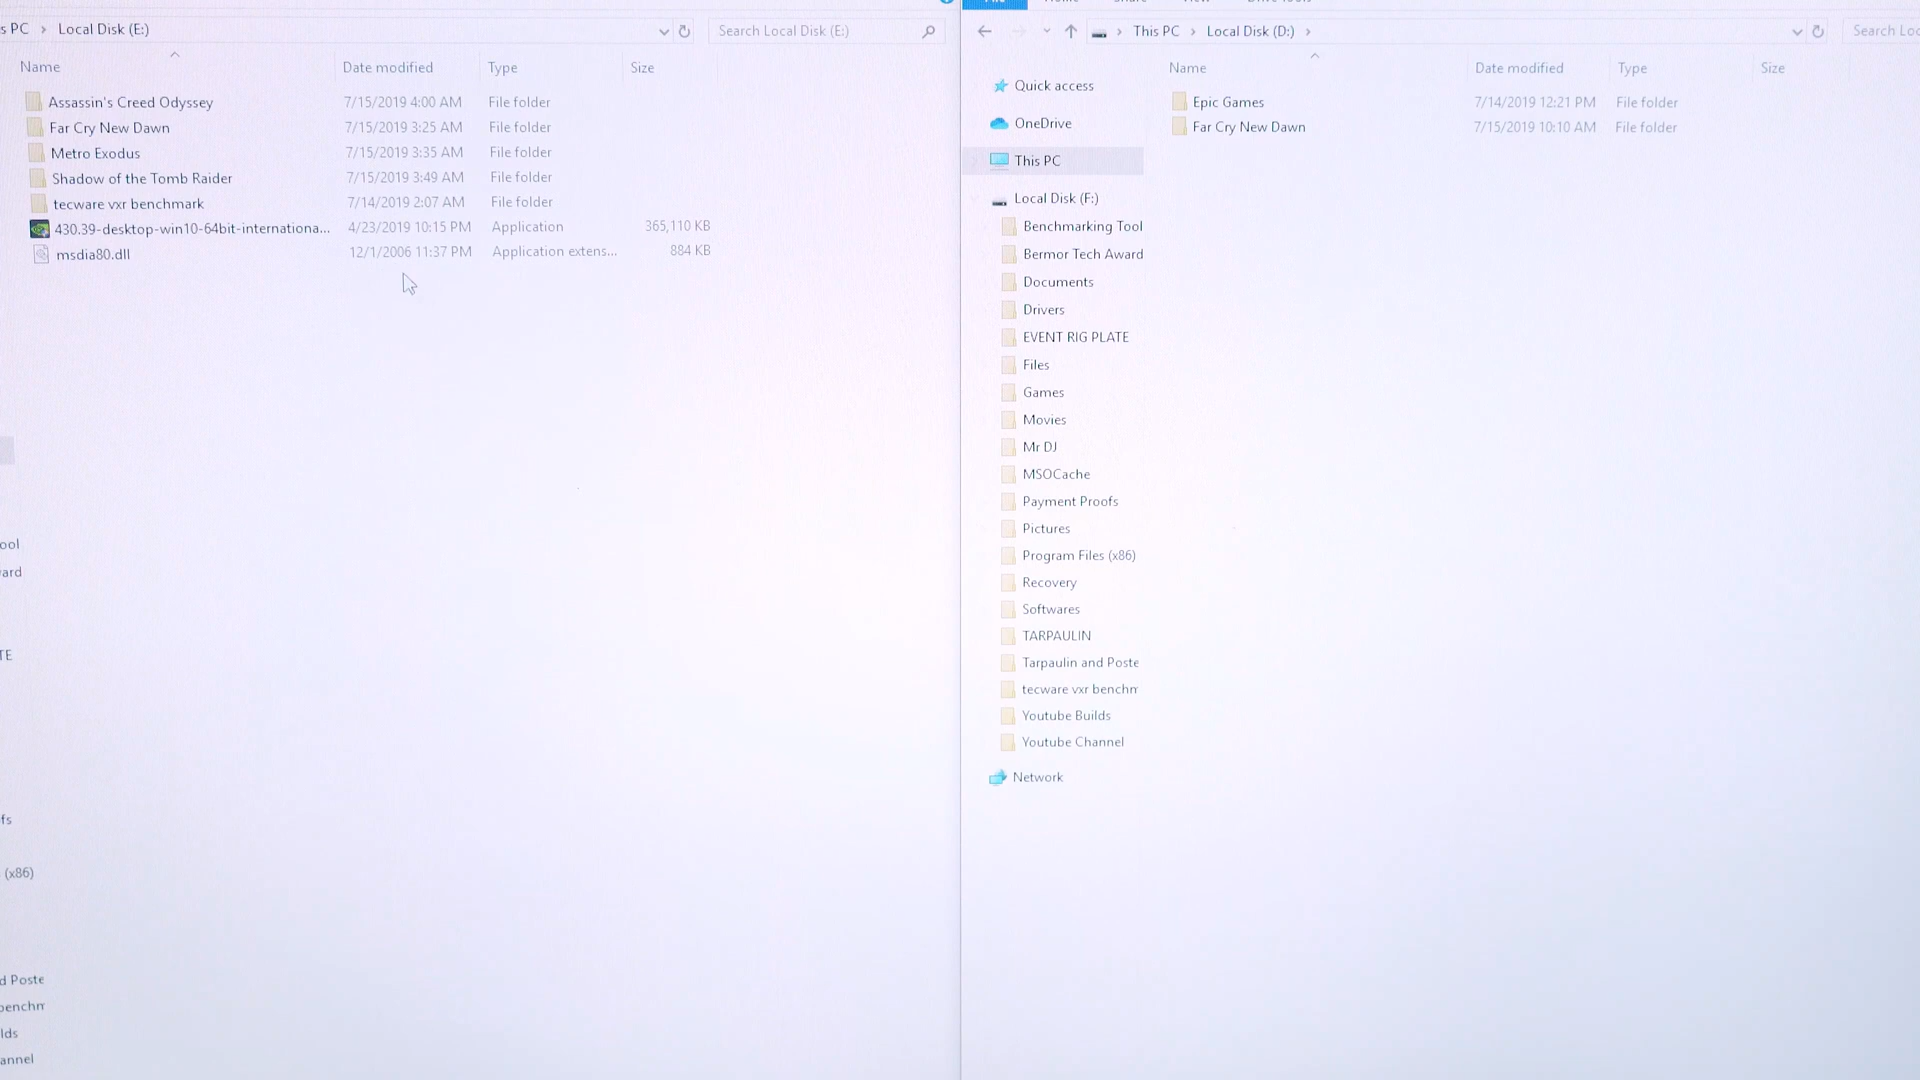 s PC > Local Disk (E:)
Search Local Disk (E:)
Name
Date modified
Type
Size
Assassin's Creed Odyssey
7/15/2019 4:00 AM
File folder
Far Cry New Dawn
7/15/2019 3:25 AM
File folder
Metro Exodus
7/15/2019 3:35 AM
File folder
Shadow of the Tomb Raider
7/15/2019 3:49 AM
File folder
tecware vxr benchmark
7/14/2019 2:07 AM
File folder
430.39-desktop-win10-64bit-internationa...
4/23/2019 10:15 PM
Application
365,110 KB
msdia80.dll
12/1/2006 11:37 PM
Application extens...
884 KB
ool
ard
TE
fs
(x86)
d Poste
benchm
lds
annel
This PC > Local Disk (D:) >
Search Loc
Name
Date modified
Type
Size
Epic Games
7/14/2019 12:21 PM
File folder
Far Cry New Dawn
7/15/2019 10:10 AM
File folder
Quick access
OneDrive
This PC
Local Disk (F:)
Benchmarking Tool
Bermor Tech Award
Documents
Drivers
EVENT RIG PLATE
Files
Games
Movies
Mr DJ
MSOCache
Payment Proofs
Pictures
Program Files (x86)
Recovery
Softwares
TARPAULIN
Tarpaulin and Poste
tecware vxr benchm
Youtube Builds
Youtube Channel
Network